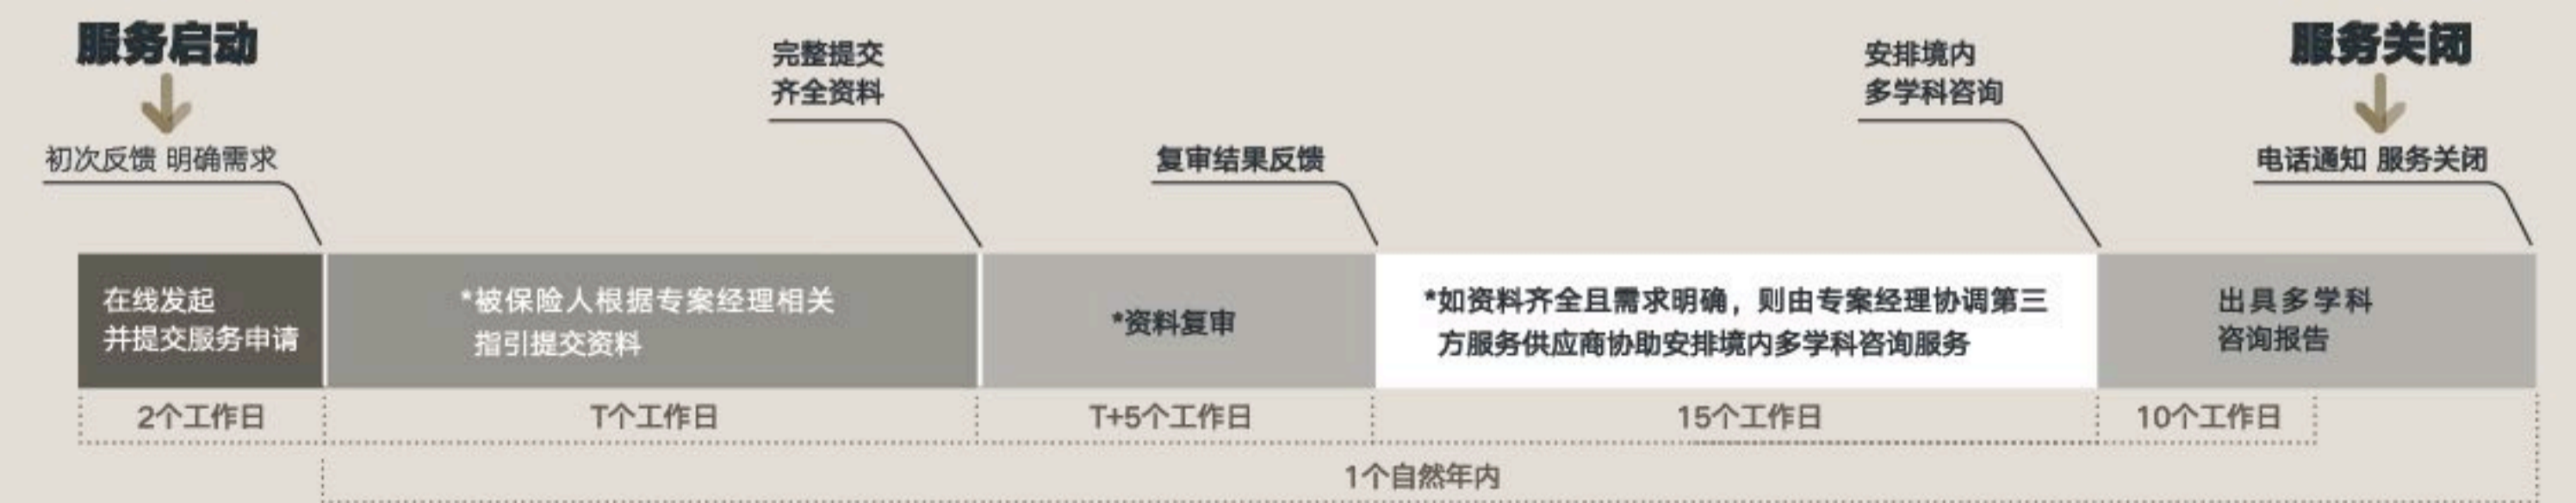 服务启动
初次反馈 明确需求
完整提交
齐全资料
复审结果反馈
安排境内
多学科咨询
服务关闭
电话通知 服务关闭
在线发起
并提交服务申请
*被保险人根据专案经理相关
指引提交资料
*资料复审
*如资料齐全且需求明确，则由专案经理协调第三
方服务供应商协助安排境内多学科咨询服务
出具多学科
咨询报告
2个工作日
T个工作日
T+5个工作日
15个工作日
10个工作日
1个自然年内